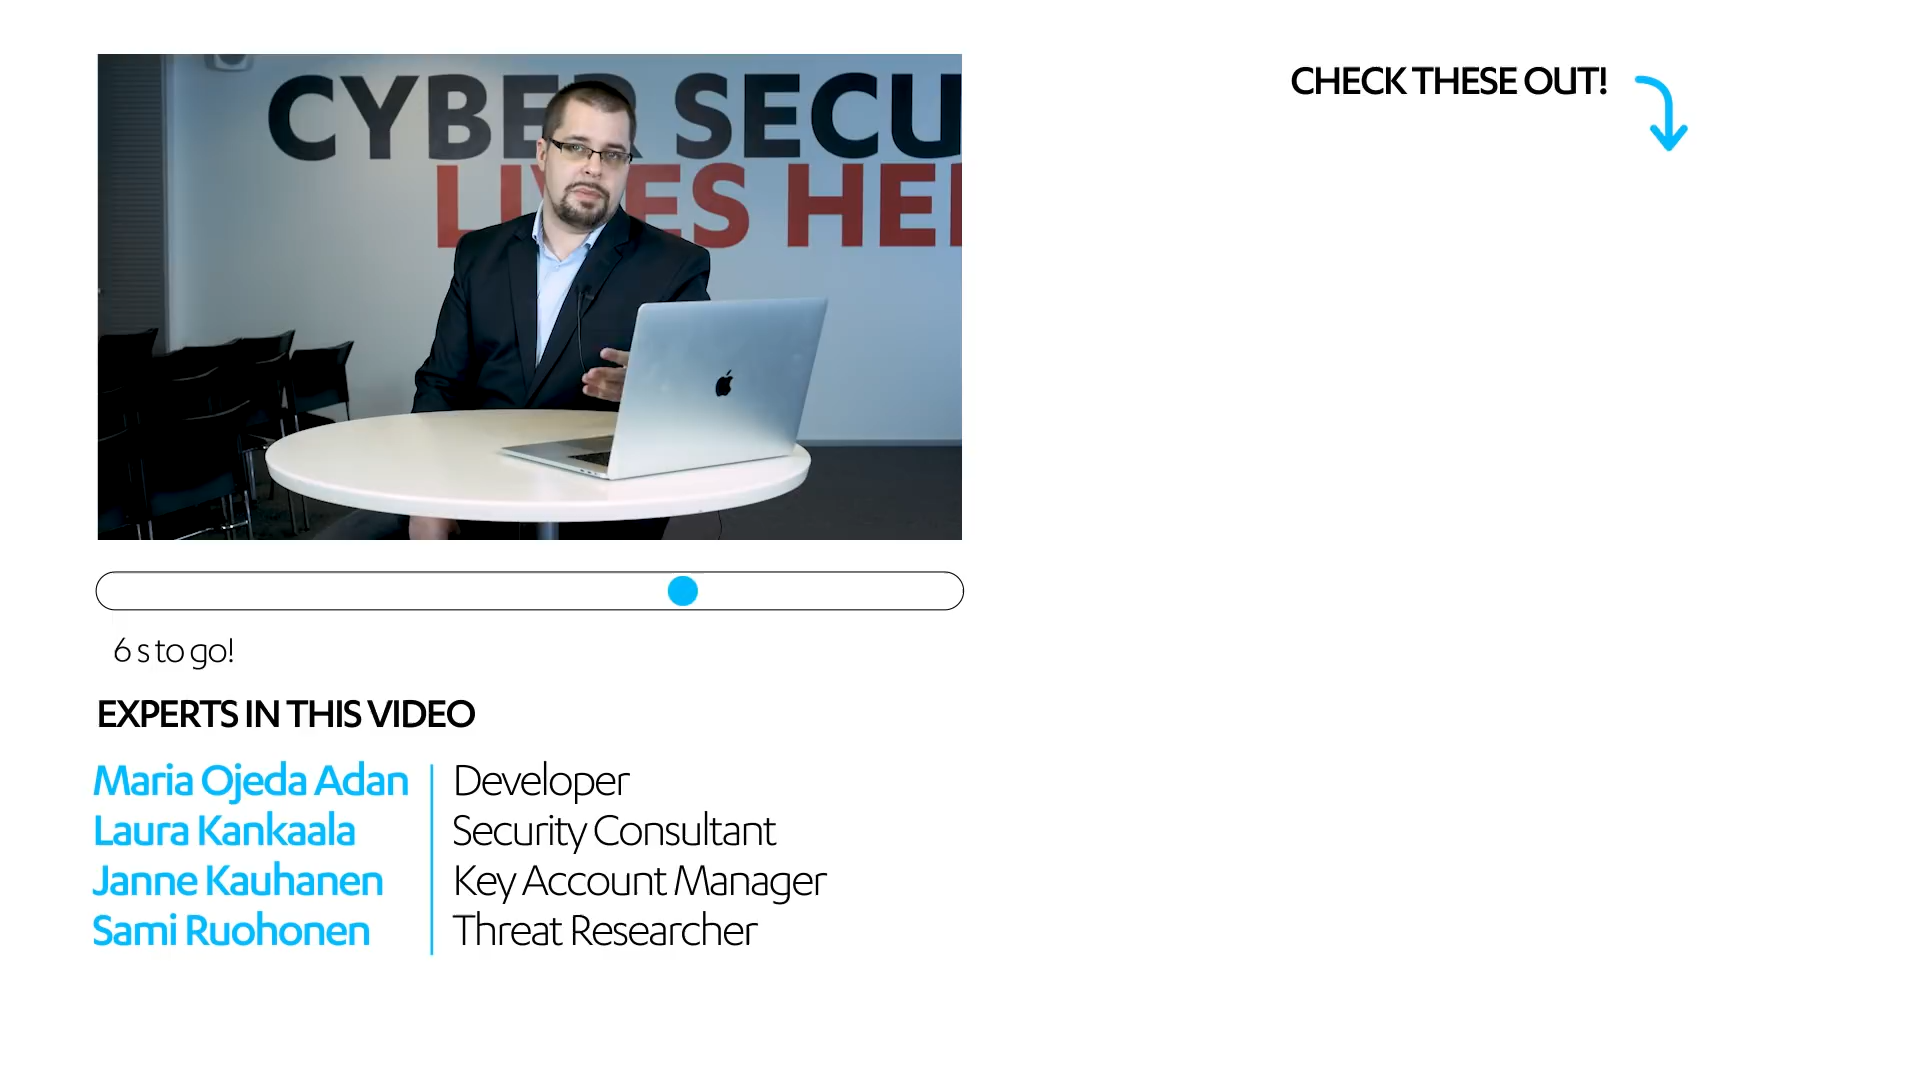 CYBER SECU
LIVES HE
CHECK THESE OUT!
6 s to go!
EXPERTS IN THIS VIDEO
Maria Ojeda Adan Developer
Laura Kankaala Security Consultant
Janne Kauhanen Key Account Manager
Sami Ruohonen Threat Researcher